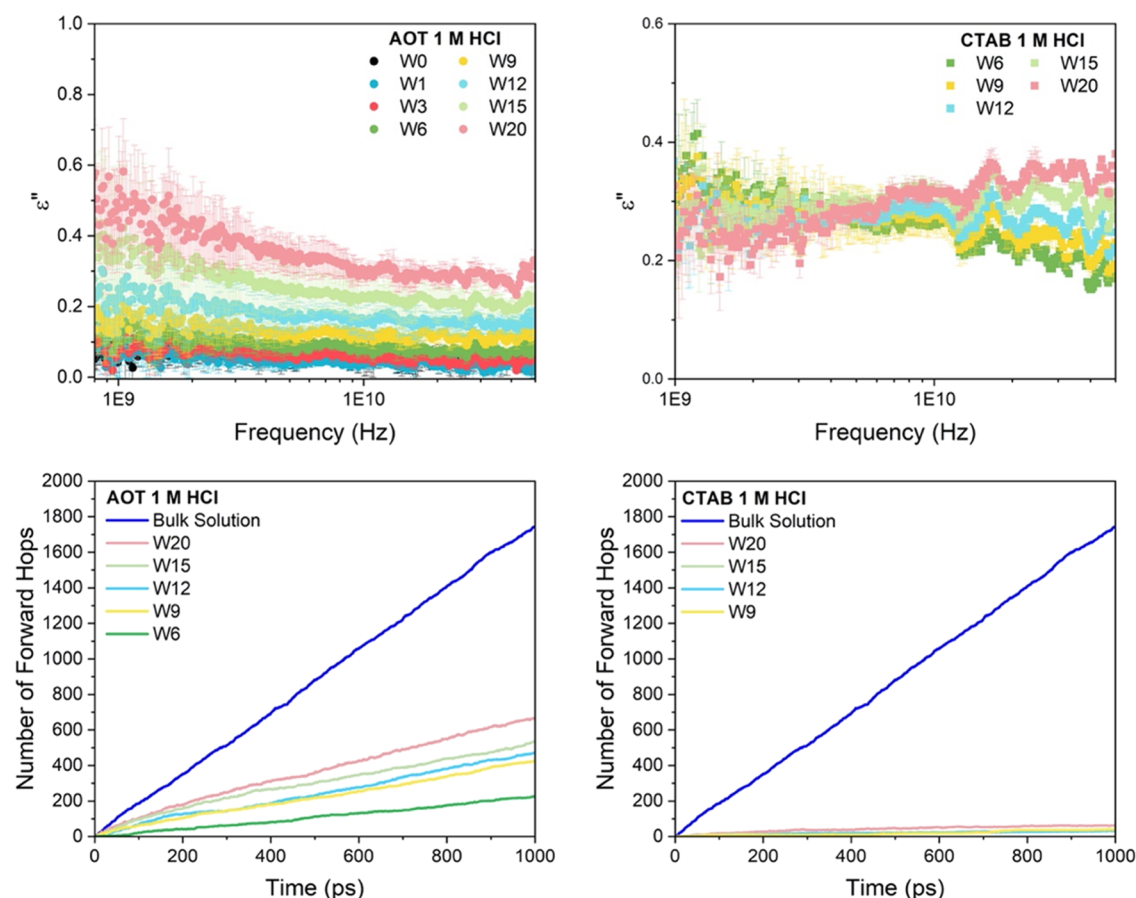 AOT 1 M HCl
W0 W9
W1 W12
W3 W15
W6 W20
1.0
0.8
0.6
0.4
0.2
0.0
ε"
1E9 1E10
Frequency (Hz)
CTAB 1 M HCl
W6 W15
W9 W20
W12
0.6
0.4
0.2
0.0
ε"
1E9 1E10
Frequency (Hz)
AOT 1 M HCl
Bulk Solution
W20
W15
W12
W9
W6
2000
1800
1600
1400
1200
1000
800
600
400
200
0
Number of Forward Hops
0 200 400 600 800 1000
Time (ps)
CTAB 1 M HCl
Bulk Solution
W20
W15
W12
W9
2000
1800
1600
1400
1200
1000
800
600
400
200
0
Number of Forward Hops
0 200 400 600 800 1000
Time (ps)